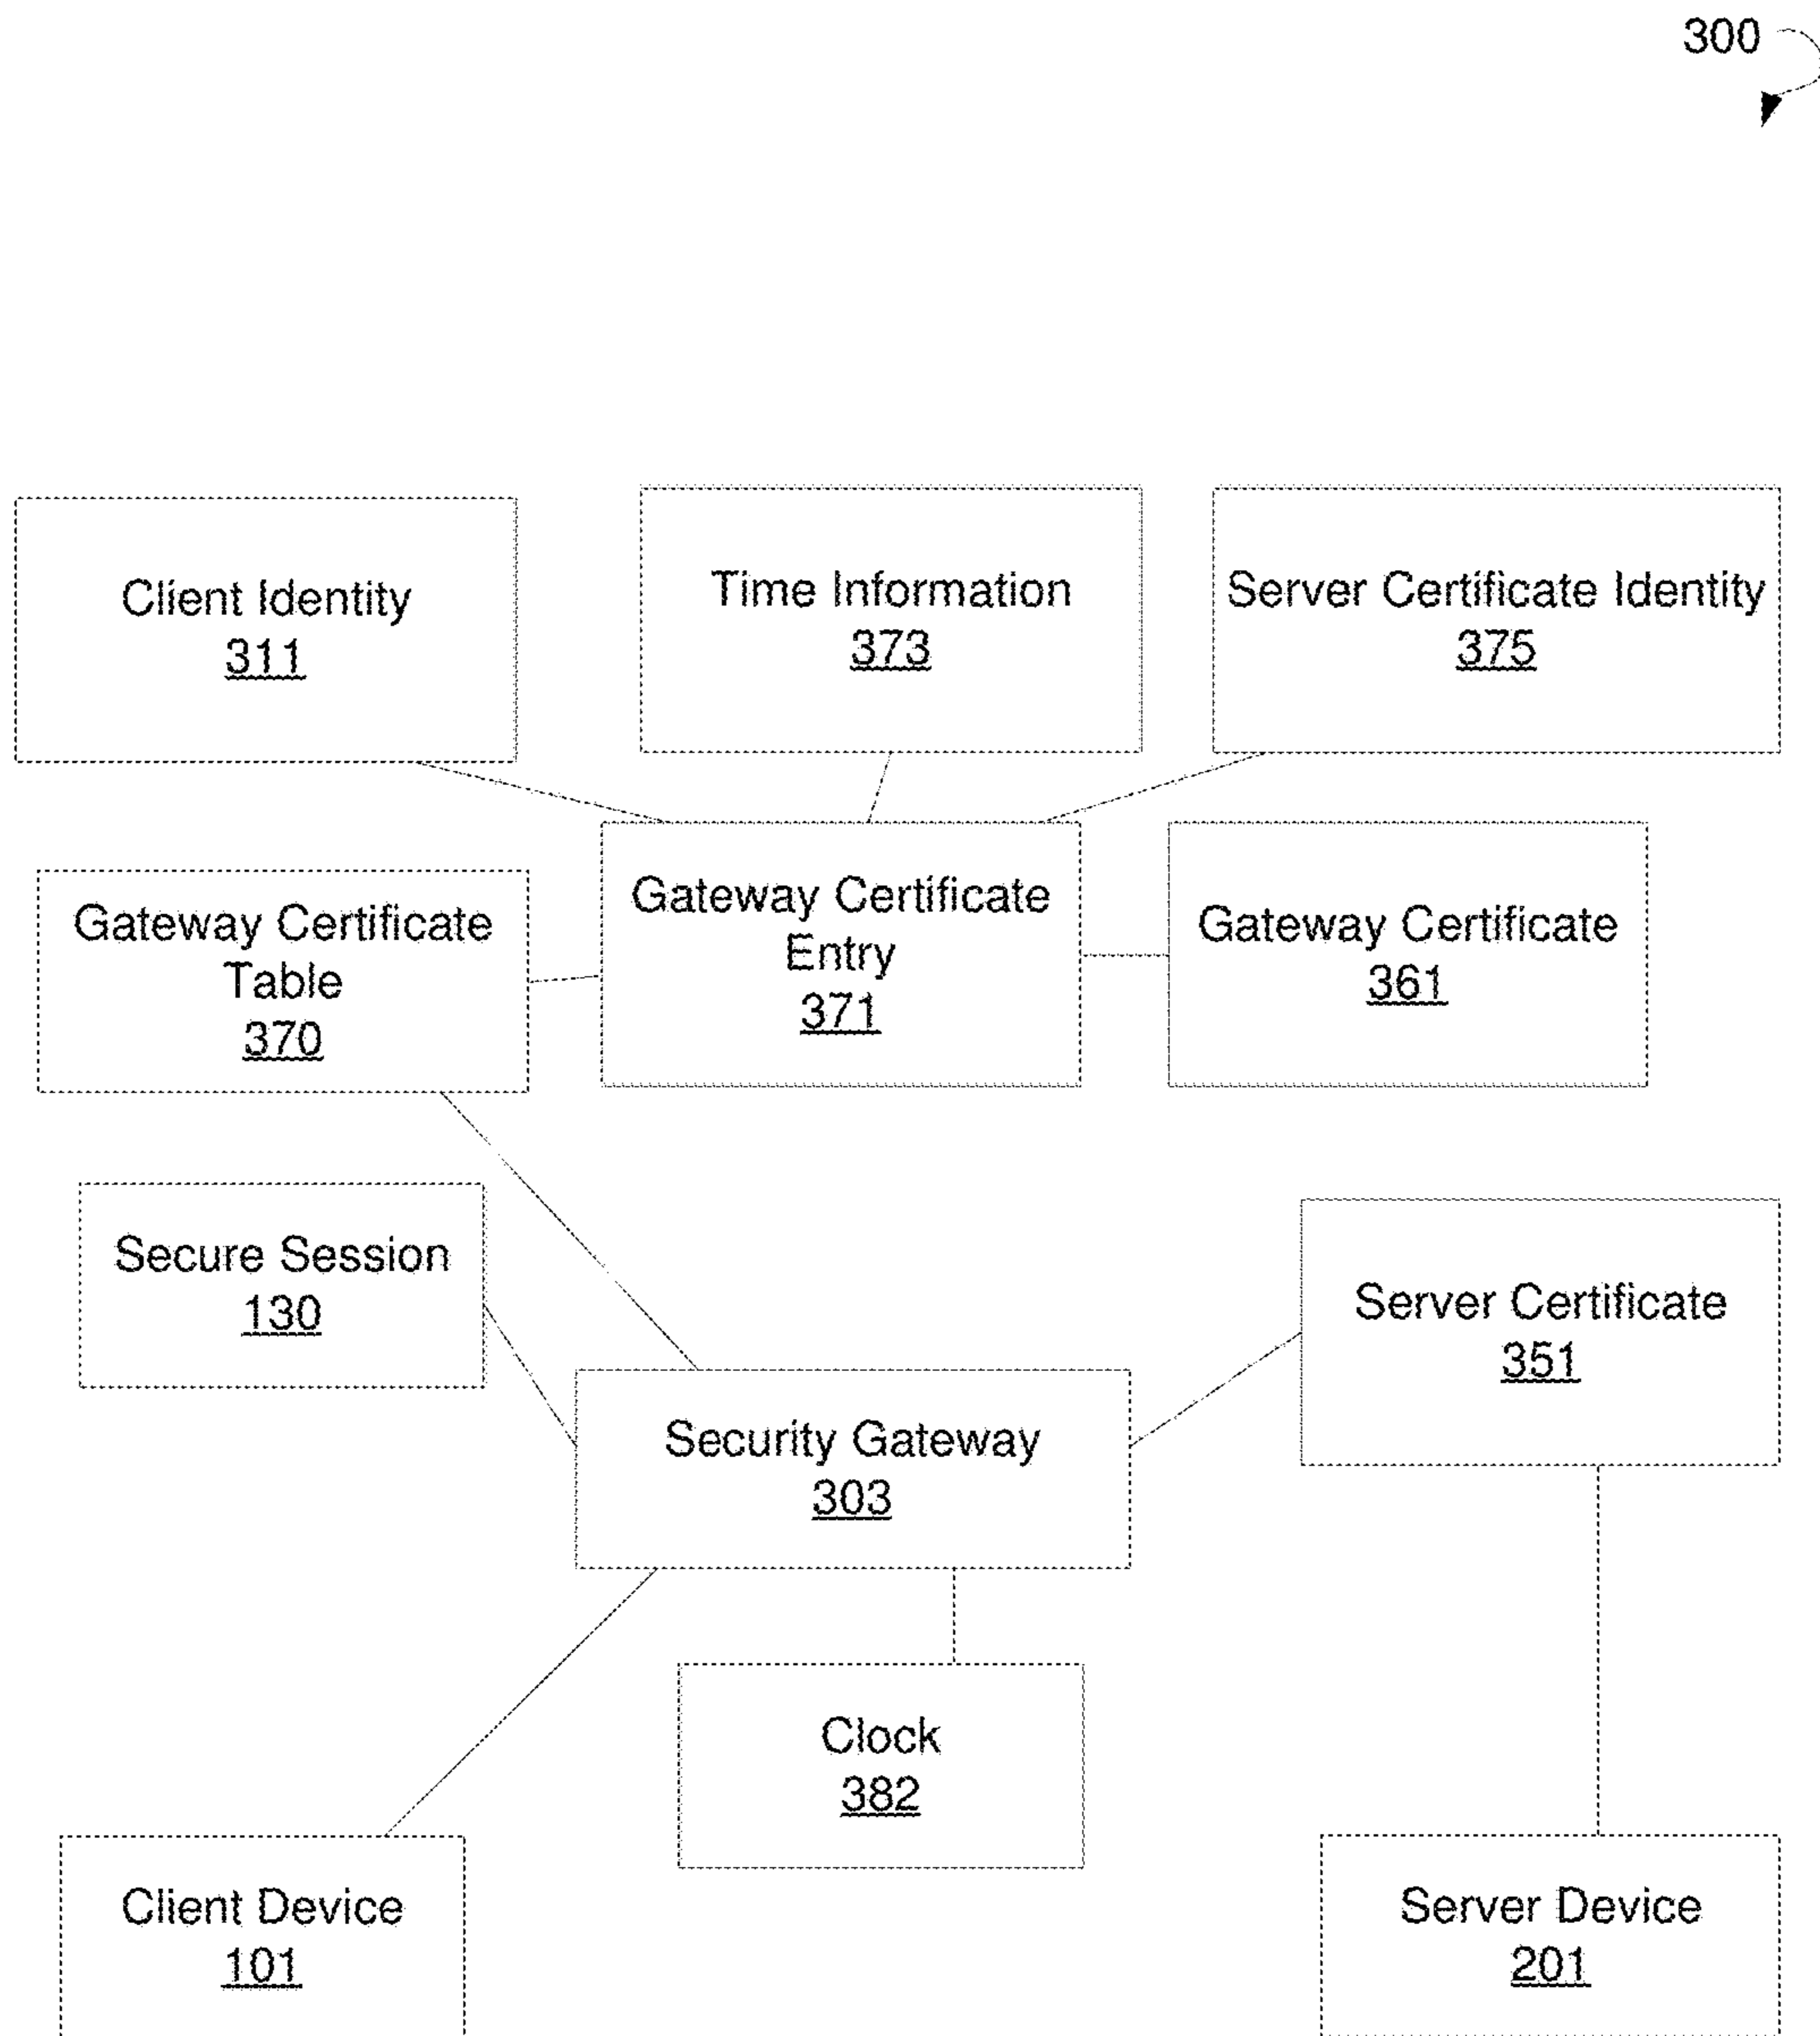 300
Client Identity
311
Time Information
373
Server Certificate Identity
375
Gateway Certificate
Table
370
Gateway Certificate
Entry
371
Gateway Certificate
361
Secure Session
130
Server Certificate
351
Security Gateway
303
Clock
382
Client Device
101
Server Device
201